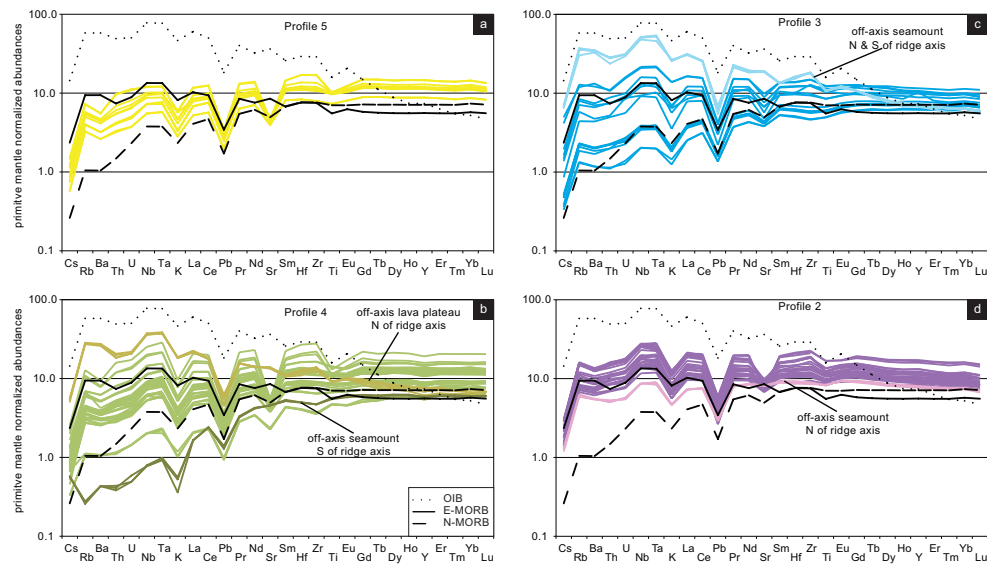 primitve mantle normalized abundances
100.0
10.0
1.0
0.1
Profile 5
a
Cs Rb Ba Th U Nb Ta K La Ce Pb Pr Nd Sr Sm Hf Zr Ti Eu Gd Tb Dy Ho Y Er Tm Yb Lu
100.0
10.0
1.0
0.1
Profile 3
c
off-axis seamount
N & S of ridge axis
Cs Rb Ba Th U Nb Ta K La Ce Pb Pr Nd Sr Sm Hf Zr Ti Eu Gd Tb Dy Ho Y Er Tm Yb Lu
primitve mantle normalized abundances
100.0
10.0
1.0
0.1
Profile 4
b
off-axis lava plateau
N of ridge axis
off-axis seamount
S of ridge axis
OIB
E-MORB
N-MORB
Cs Rb Ba Th U Nb Ta K La Ce Pb Pr Nd Sr Sm Hf Zr Ti Eu Gd Tb Dy Ho Y Er Tm Yb Lu
100.0
10.0
1.0
0.1
Profile 2
d
off-axis seamount
N of ridge axis
Cs Rb Ba Th U Nb Ta K La Ce Pb Pr Nd Sr Sm Hf Zr Ti Eu Gd Tb Dy Ho Y Er Tm Yb Lu